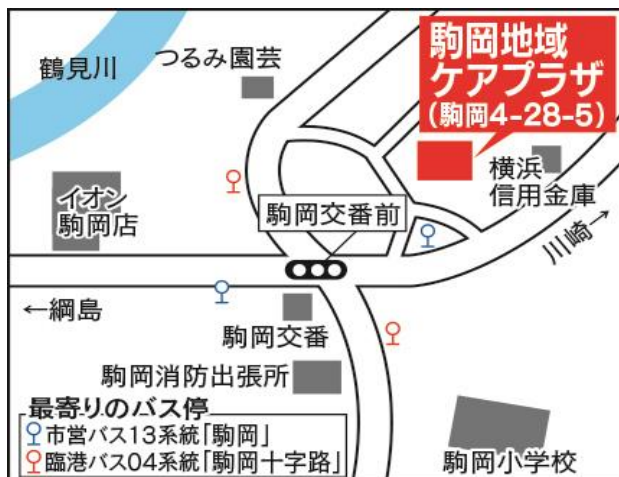 鶴見川
つるみ園芸
駒岡地域
ケアプラザ
(駒岡4-28-5)
イオン
駒岡店
駒岡交番前
横浜
信用金庫
川崎→
←綱島
駒岡交番
駒岡消防出張所
駒岡小学校
最寄りのバス停
市営バス13系統「駒岡」
臨港バス04系統「駒岡十字路」